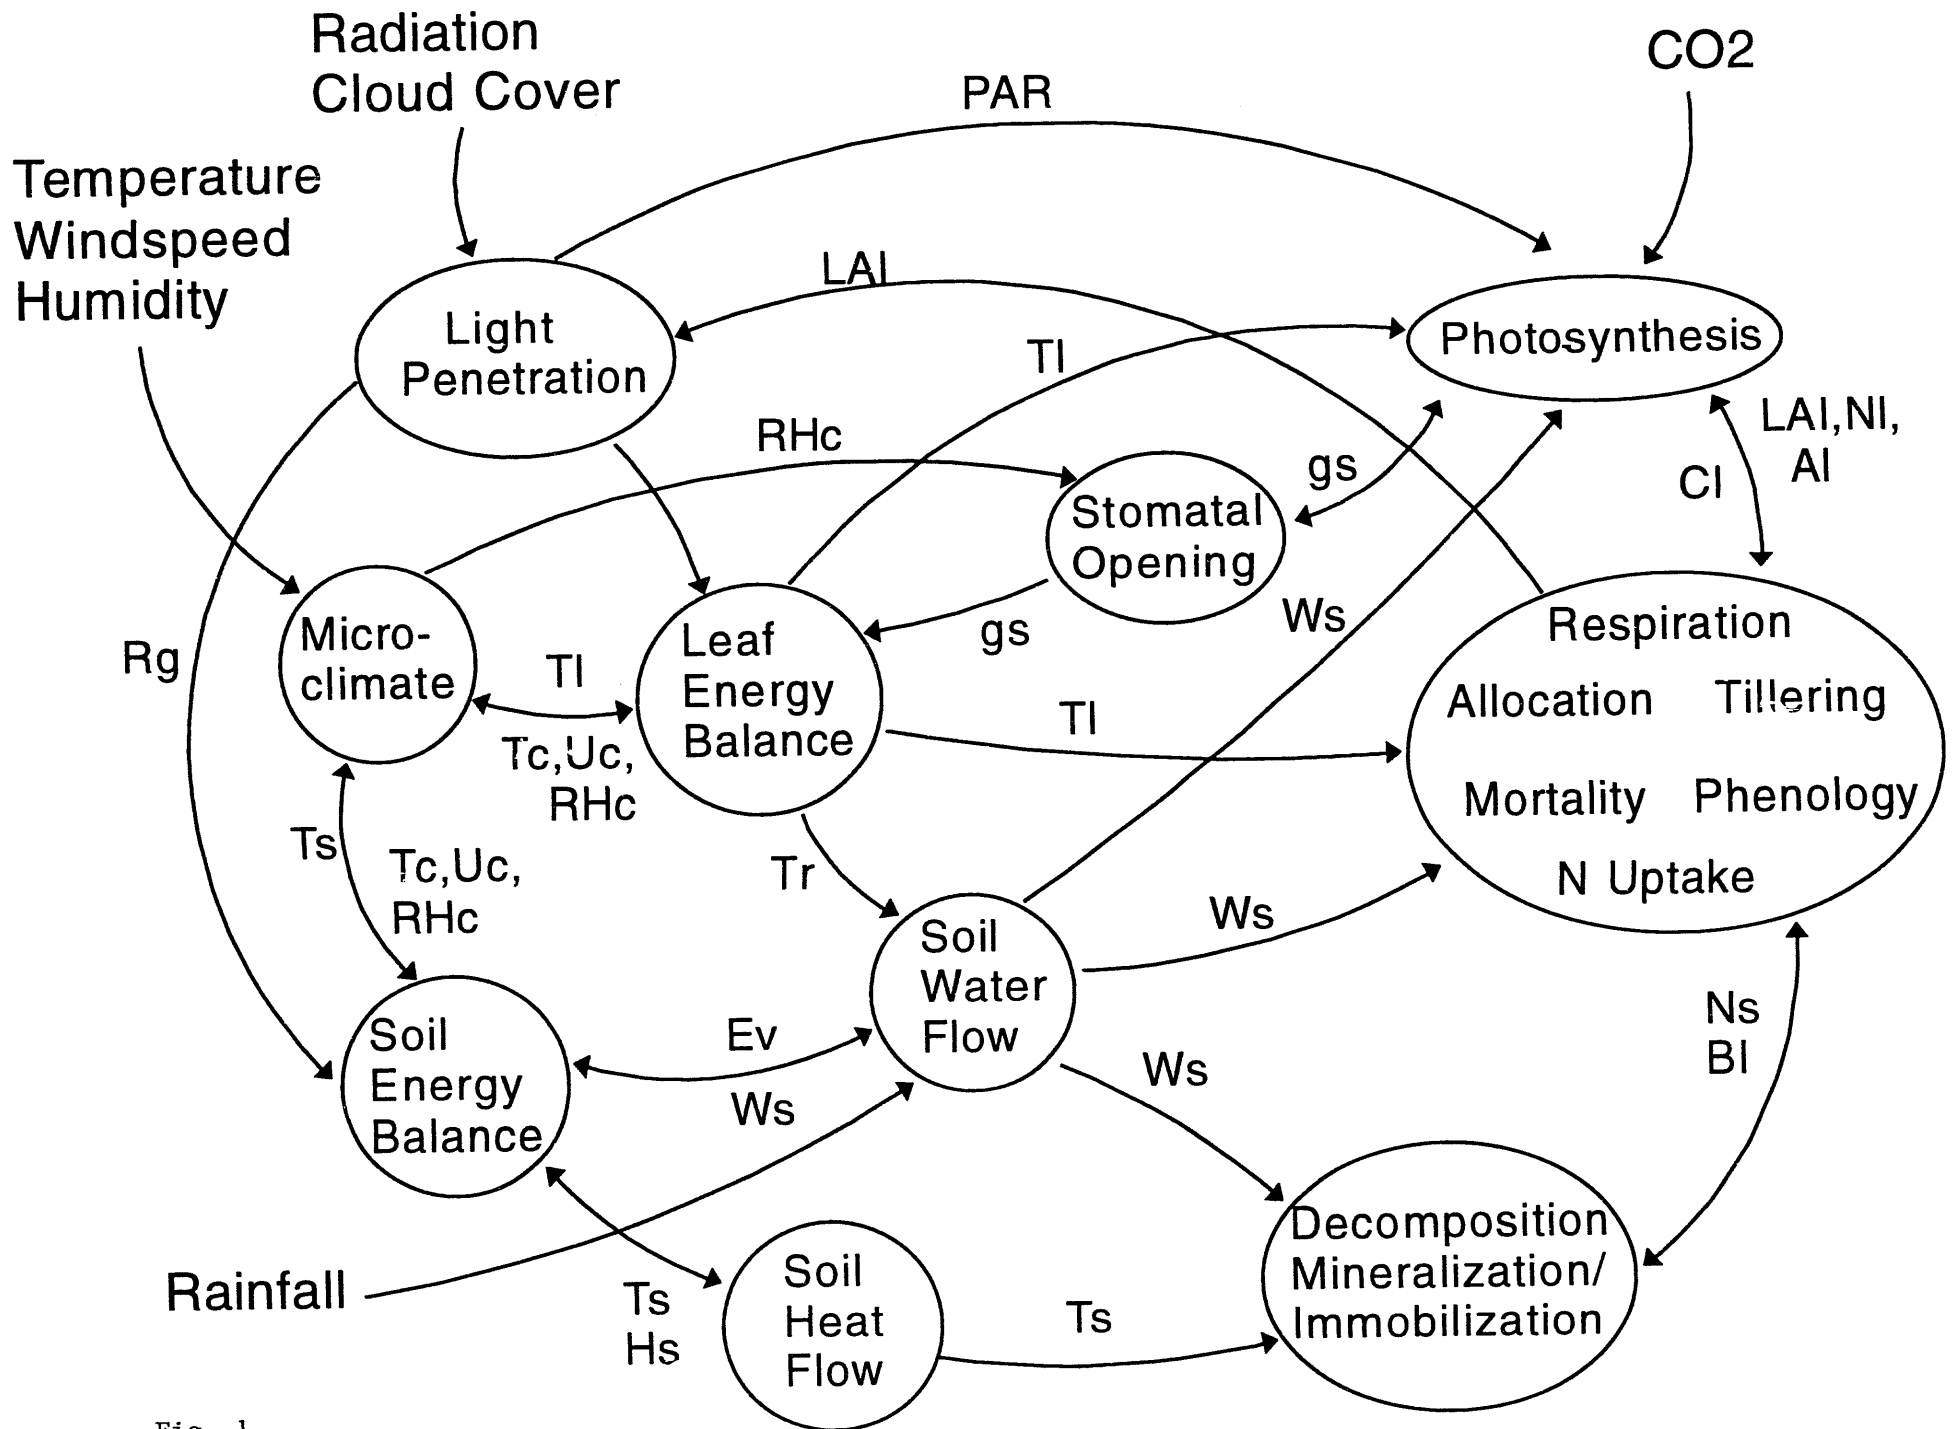 Radiation
Cloud Cover
CO2
PAR
Temperature
Windspeed
Humidity
LAI
Light
Penetration
Tl
Photosynthesis
RHc
LAI,Nl,
Al
Cl
gs
Stomatal
Opening
gs
Ws
Rg
Micro-
climate
Tl
Tc,Uc,
RHc
Leaf
Energy
Balance
Tl
Respiration
Allocation Tillering
Mortality Phenology
N Uptake
Ts
Tc,Uc,
RHc
Tr
Soil
Water
Flow
Ws
Soil
Energy
Balance
Ev
Ws
Ws
Ns
Bl
Rainfall
Ts
Hs
Soil
Heat
Flow
Ts
Decomposition
Mineralization/
Immobilization